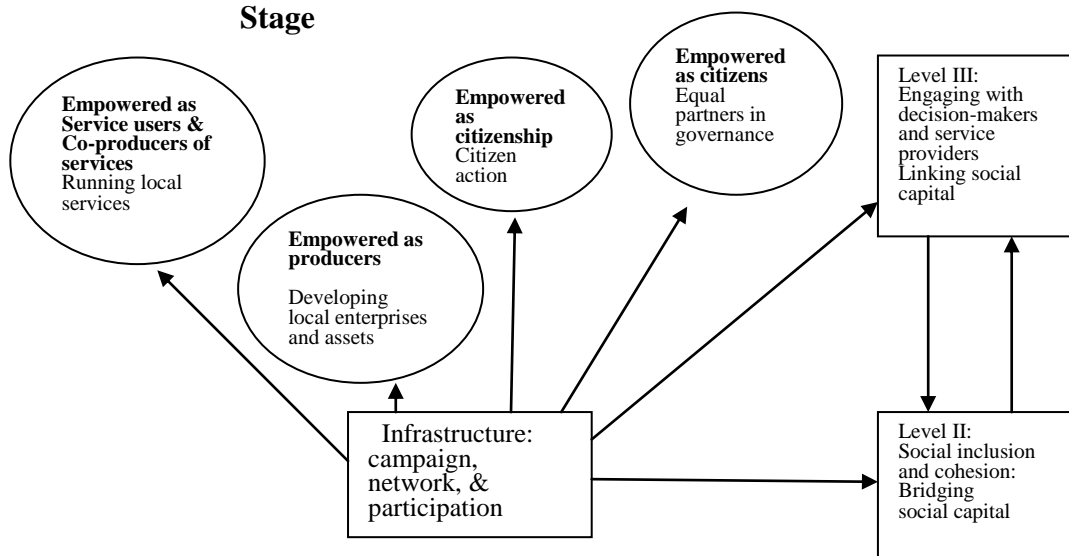 Stage
Empowered as
Service users &
Co-producers of
services
Running local
services
Empowered as
producers
Developing
local enterprises
and assets
Empowered
as
citizenship
Citizen
action
Empowered
as citizens
Equal
partners in
governance
Level III:
Engaging with
decision-makers
and service
providers
Linking social
capital
Infrastructure:
campaign,
network, &
participation
Level II:
Social inclusion
and cohesion:
Bridging
social capital